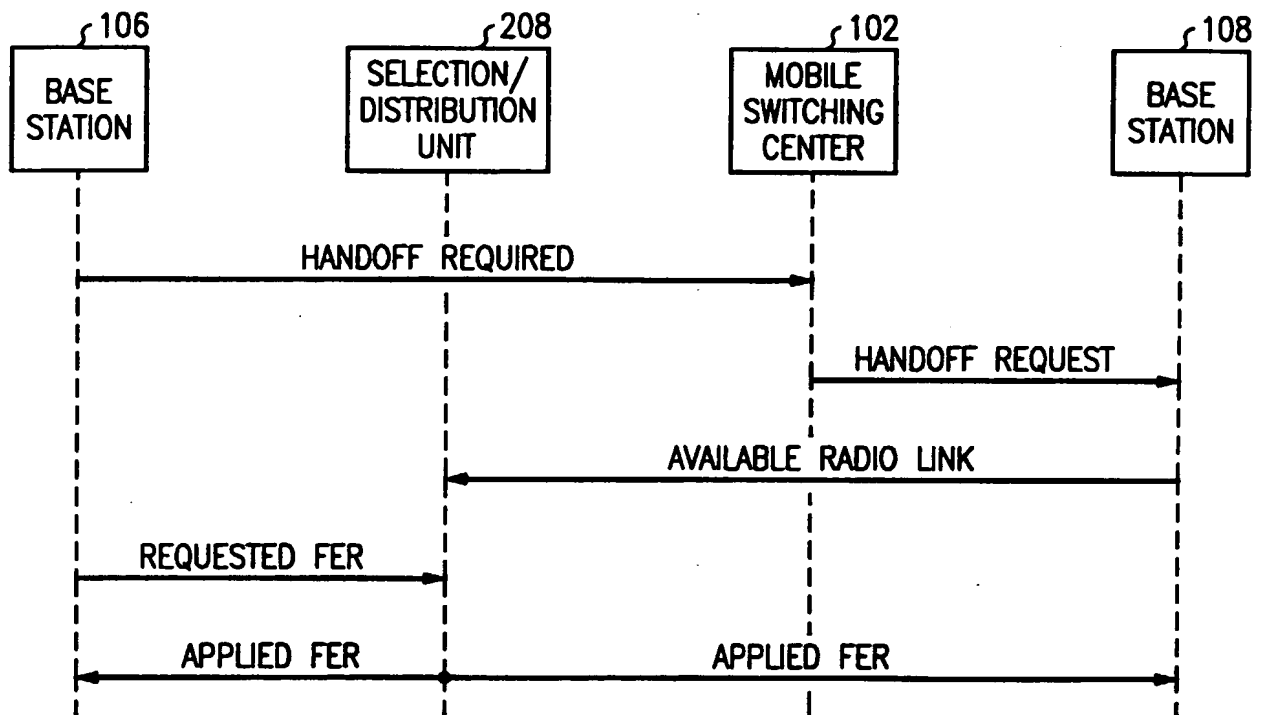 106
208
102
108
BASE
STATION
SELECTION/
DISTRIBUTION
UNIT
MOBILE
SWITCHING
CENTER
BASE
STATION
HANDOFF REQUIRED
HANDOFF REQUEST
AVAILABLE RADIO LINK
REQUESTED FER
APPLIED FER
APPLIED FER